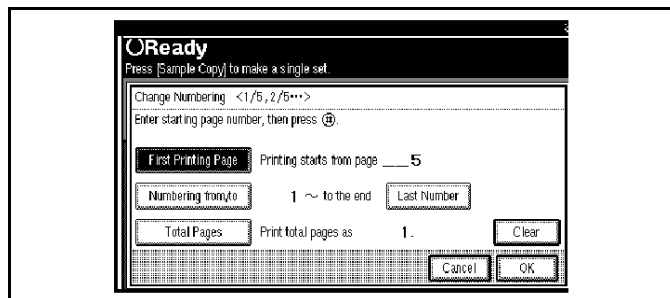 Ready
Press [Sample Copy] to make a single set.
Change Numbering <1/5,2/5···>
Enter starting page number, then press #.
First Printing Page Printing starts from page ___5
Numbering from,to 1 ~ to the end Last Number
Total Pages Print total pages as 1.
Clear
Cancel OK